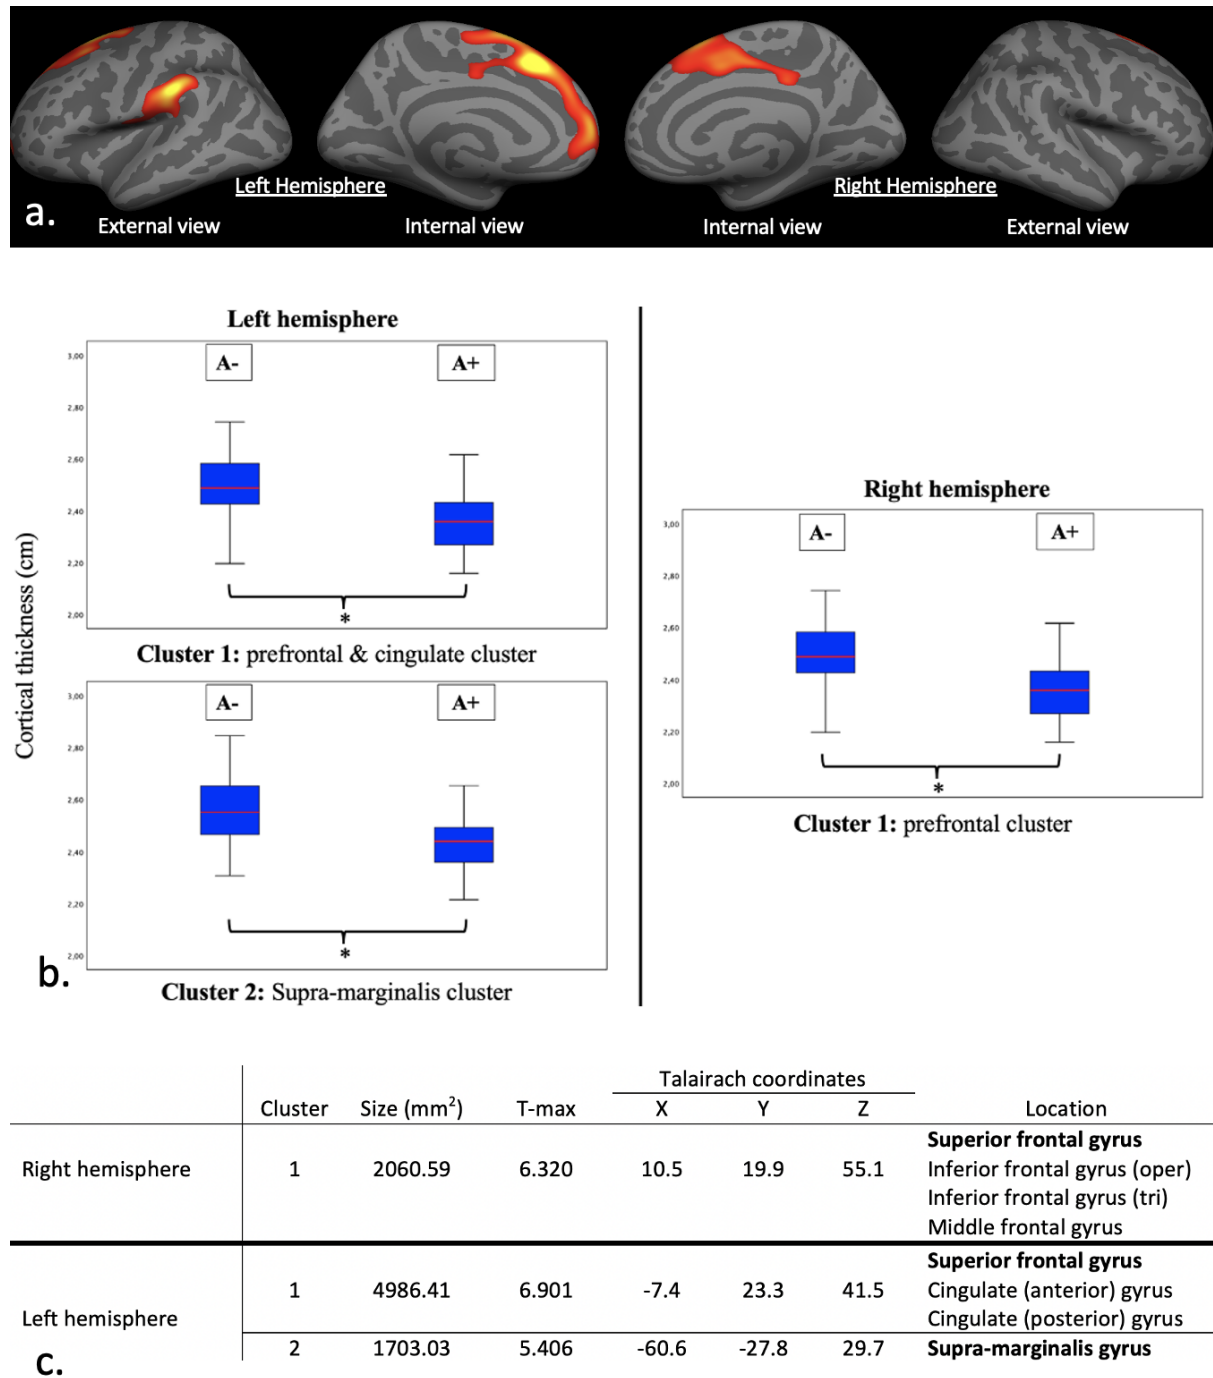 Left Hemisphere
Right Hemisphere
a.
External view
Internal view
Internal view
External view
Left hemisphere
A-
A+
3,00
2,80
2,60
2,40
2,20
2,00
*
Cluster 1: prefrontal & cingulate cluster
Cortical thickness (cm)
A-
A+
3,00
2,80
2,60
2,40
2,20
2,00
*
Cluster 2: Supra-marginalis cluster
b.
Right hemisphere
A-
A+
3,00
2,80
2,60
2,40
2,20
2,00
*
Cluster 1: prefrontal cluster
Talairach coordinates
Cluster Size (mm²) T-max X Y Z Location
Superior frontal gyrus
Right hemisphere 1 2060.59 6.320 10.5 19.9 55.1 Inferior frontal gyrus (oper)
Inferior frontal gyrus (tri)
Middle frontal gyrus
Superior frontal gyrus
1 4986.41 6.901 -7.4 23.3 41.5 Cingulate (anterior) gyrus
Left hemisphere Cingulate (posterior) gyrus
2 1703.03 5.406 -60.6 -27.8 29.7 Supra-marginalis gyrus
c.